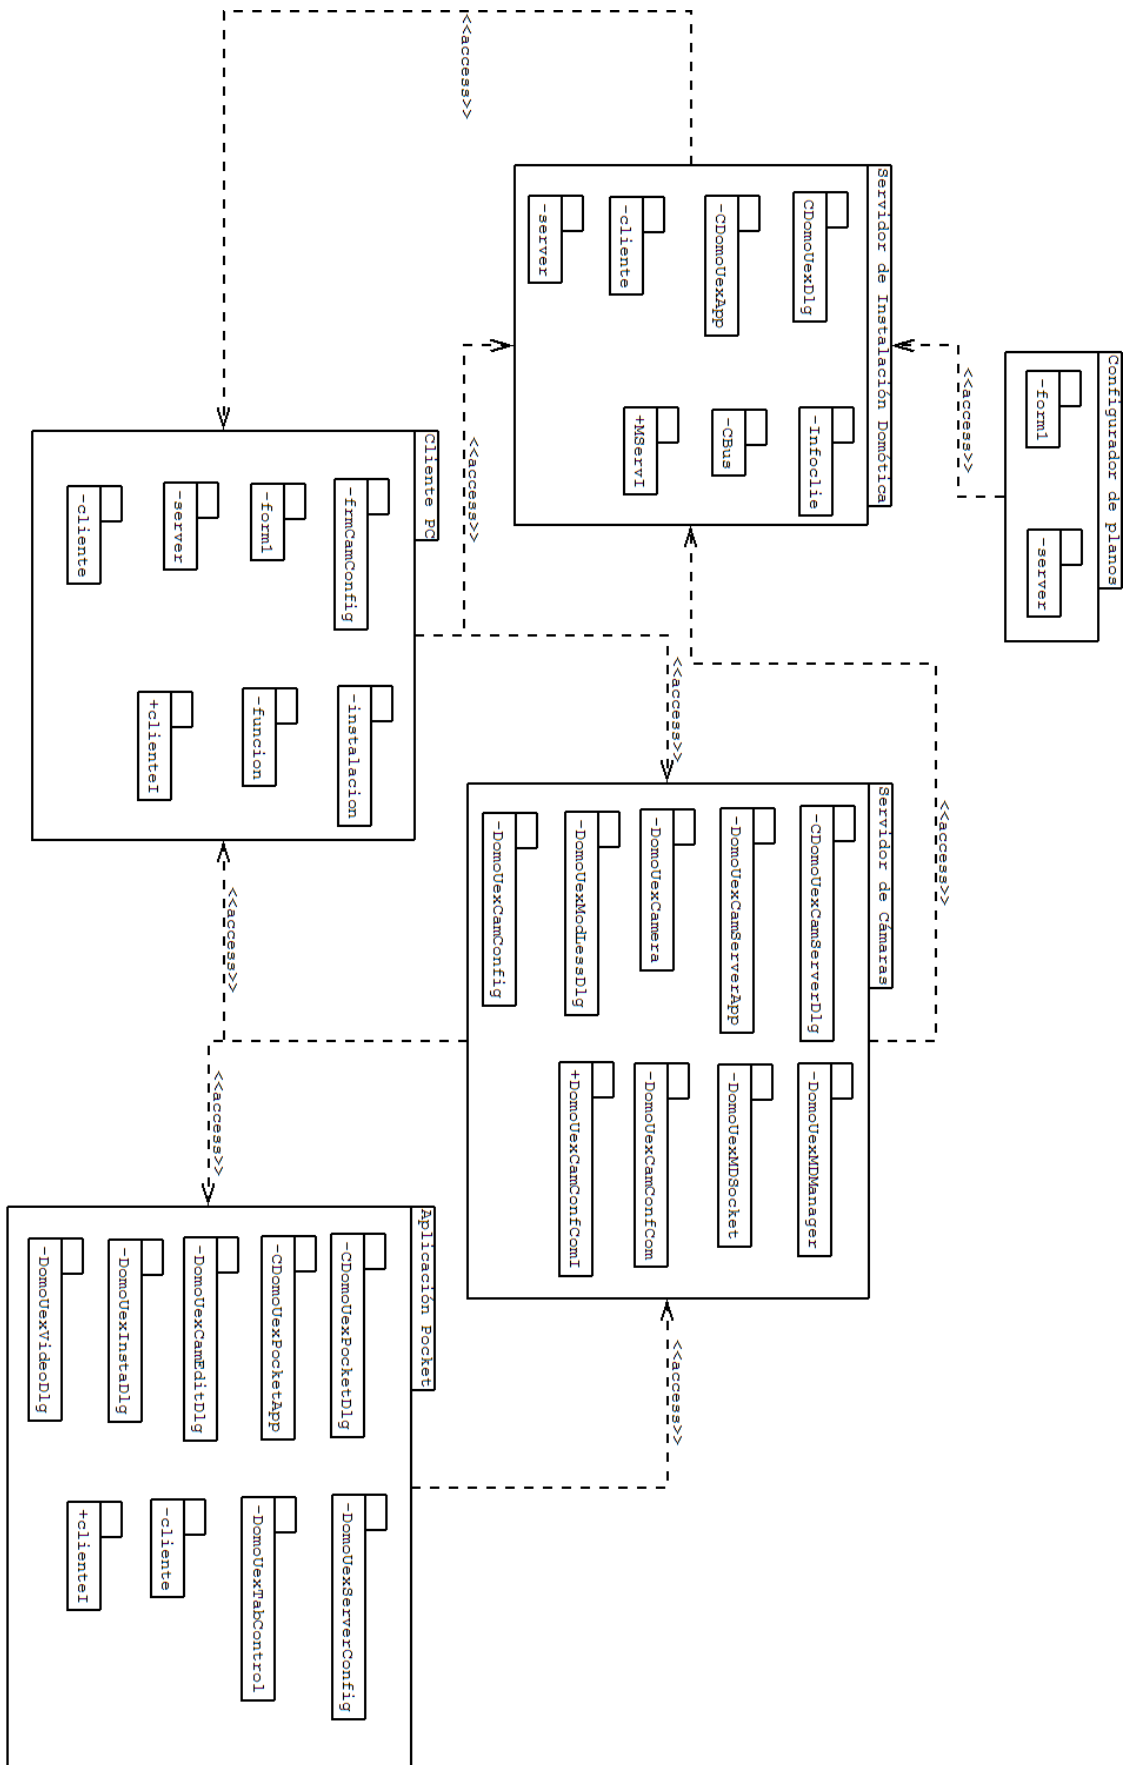 Configurador de planos
-form1
-server
<<access>>
Servidor de Instalación Domótica
CDomoUexDlg
-Infoclie
-CDomoUexApp
-CBus
-cliente
+MServI
-server
<<access>>
<<access>>
<<access>>
<<access>>
Cliente PC
-frmCamConfig
-instalacion
-form1
-funcion
-server
+clienteI
-cliente
Servidor de Cámaras
-CDomoUexCamServerDlg
-DomoUexMDManager
-DomoUexCamServerApp
-DomoUexMDSocket
-DomoUexCamera
-DomoUexCamConfCom
-DomoUexModLessDlg
+DomoUexCamConfComI
-DomoUexCamConfig
<<access>>
<<access>>
<<access>>
Aplicación Pocket
-CDomoUexPocketDlg
-DomoUexServerConfig
-CDomoUexPocketApp
-DomoUexTabControl
-DomoUexCamEditDlg
-cliente
-DomoUexInstaDlg
+clienteI
-DomoUexVideoDlg